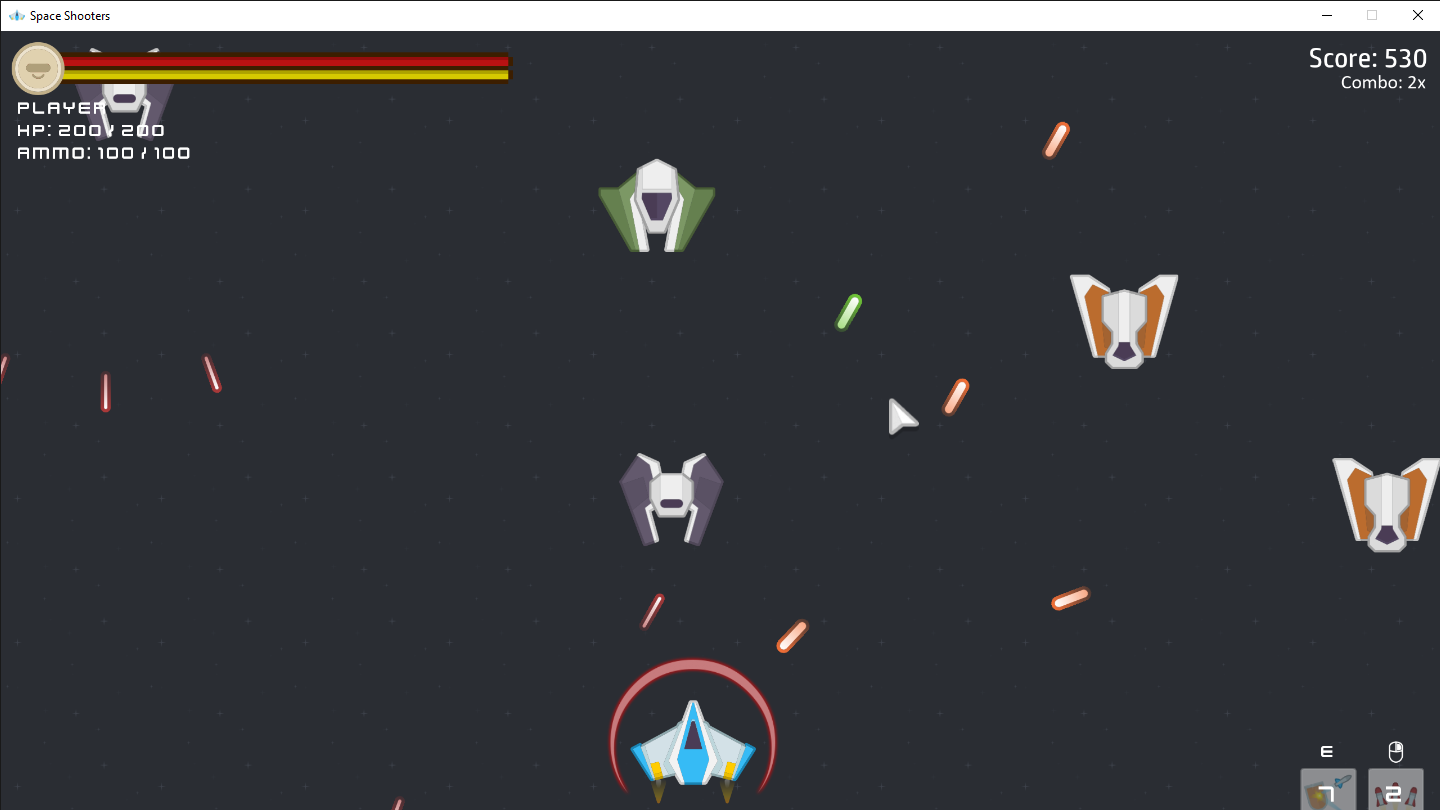 Space Shooters
Score: 530
Combo: 2x
PLAYER
HP: 200 / 200
AMMO: 100 / 100
E
7
2